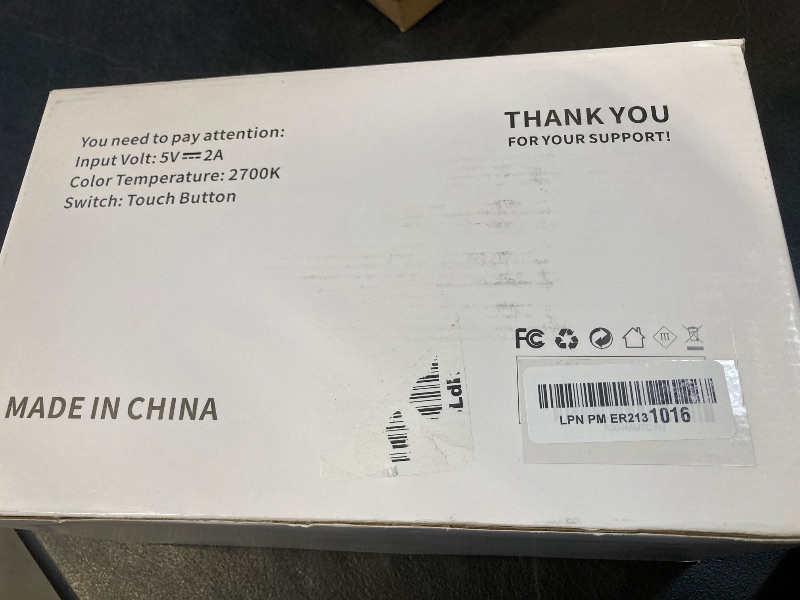 You need to pay attention:
Input Volt: 5V⎓2A
Color Temperature: 2700K
Switch: Touch Button
THANK YOU
FOR YOUR SUPPORT!
MADE IN CHINA
FC
LPN PM ER2131016